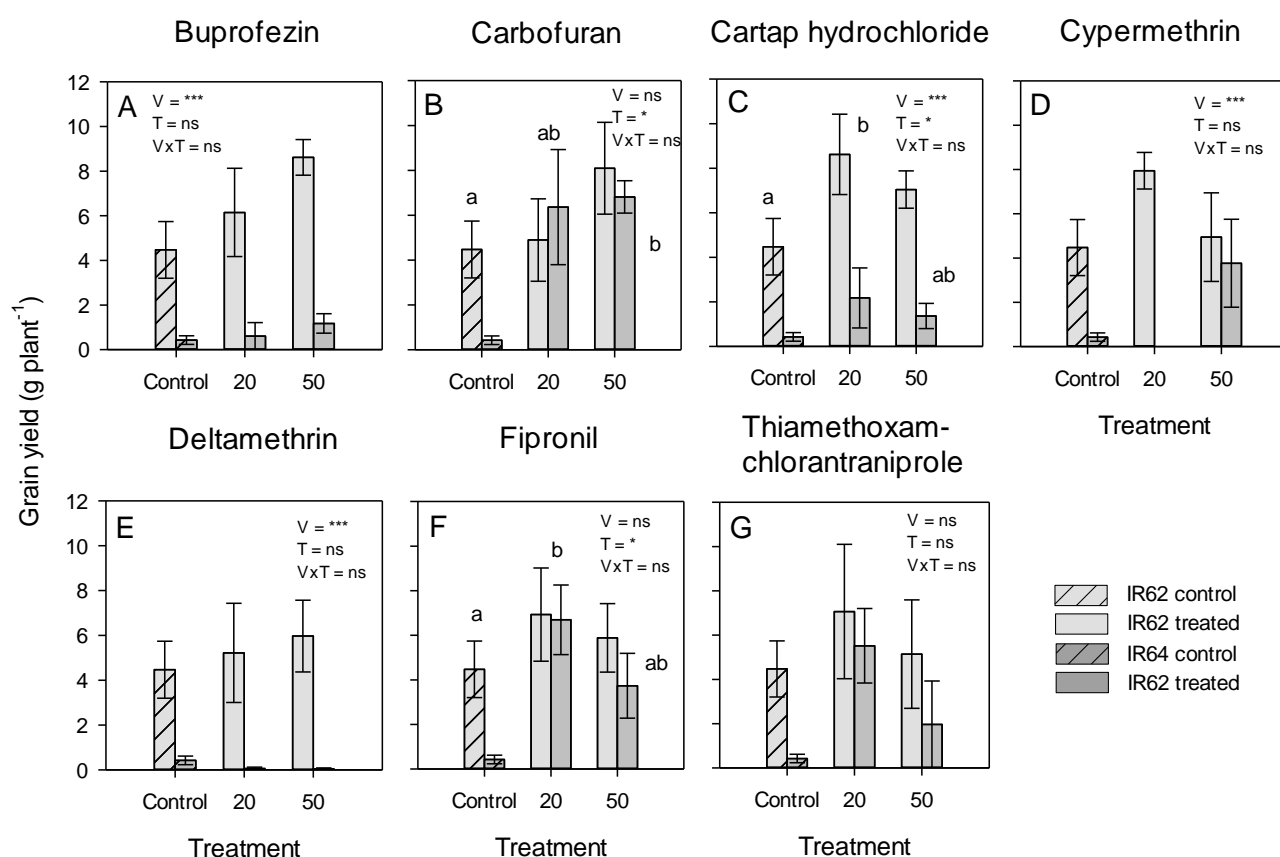 Buprofezin
Carbofuran
Cartap hydrochloride
Cypermethrin
Grain yield (g plant⁻¹)
12
10
8
6
4
2
0
A
V = ***
T = ns
VxT = ns
Control
20
50
B
V = ns
T = *
VxT = ns
a
ab
b
Control
20
50
C
V = ***
T = *
VxT = ns
a
b
ab
Control
20
50
D
V = ***
T = ns
VxT = ns
Control
20
50
Treatment
Deltamethrin
Fipronil
Thiamethoxam-
chlorantraniprole
12
10
8
6
4
2
0
E
V = ***
T = ns
VxT = ns
Control
20
50
Treatment
F
V = ns
T = *
VxT = ns
a
b
ab
Control
20
50
Treatment
G
V = ns
T = ns
VxT = ns
Control
20
50
Treatment
IR62 control
IR62 treated
IR64 control
IR62 treated